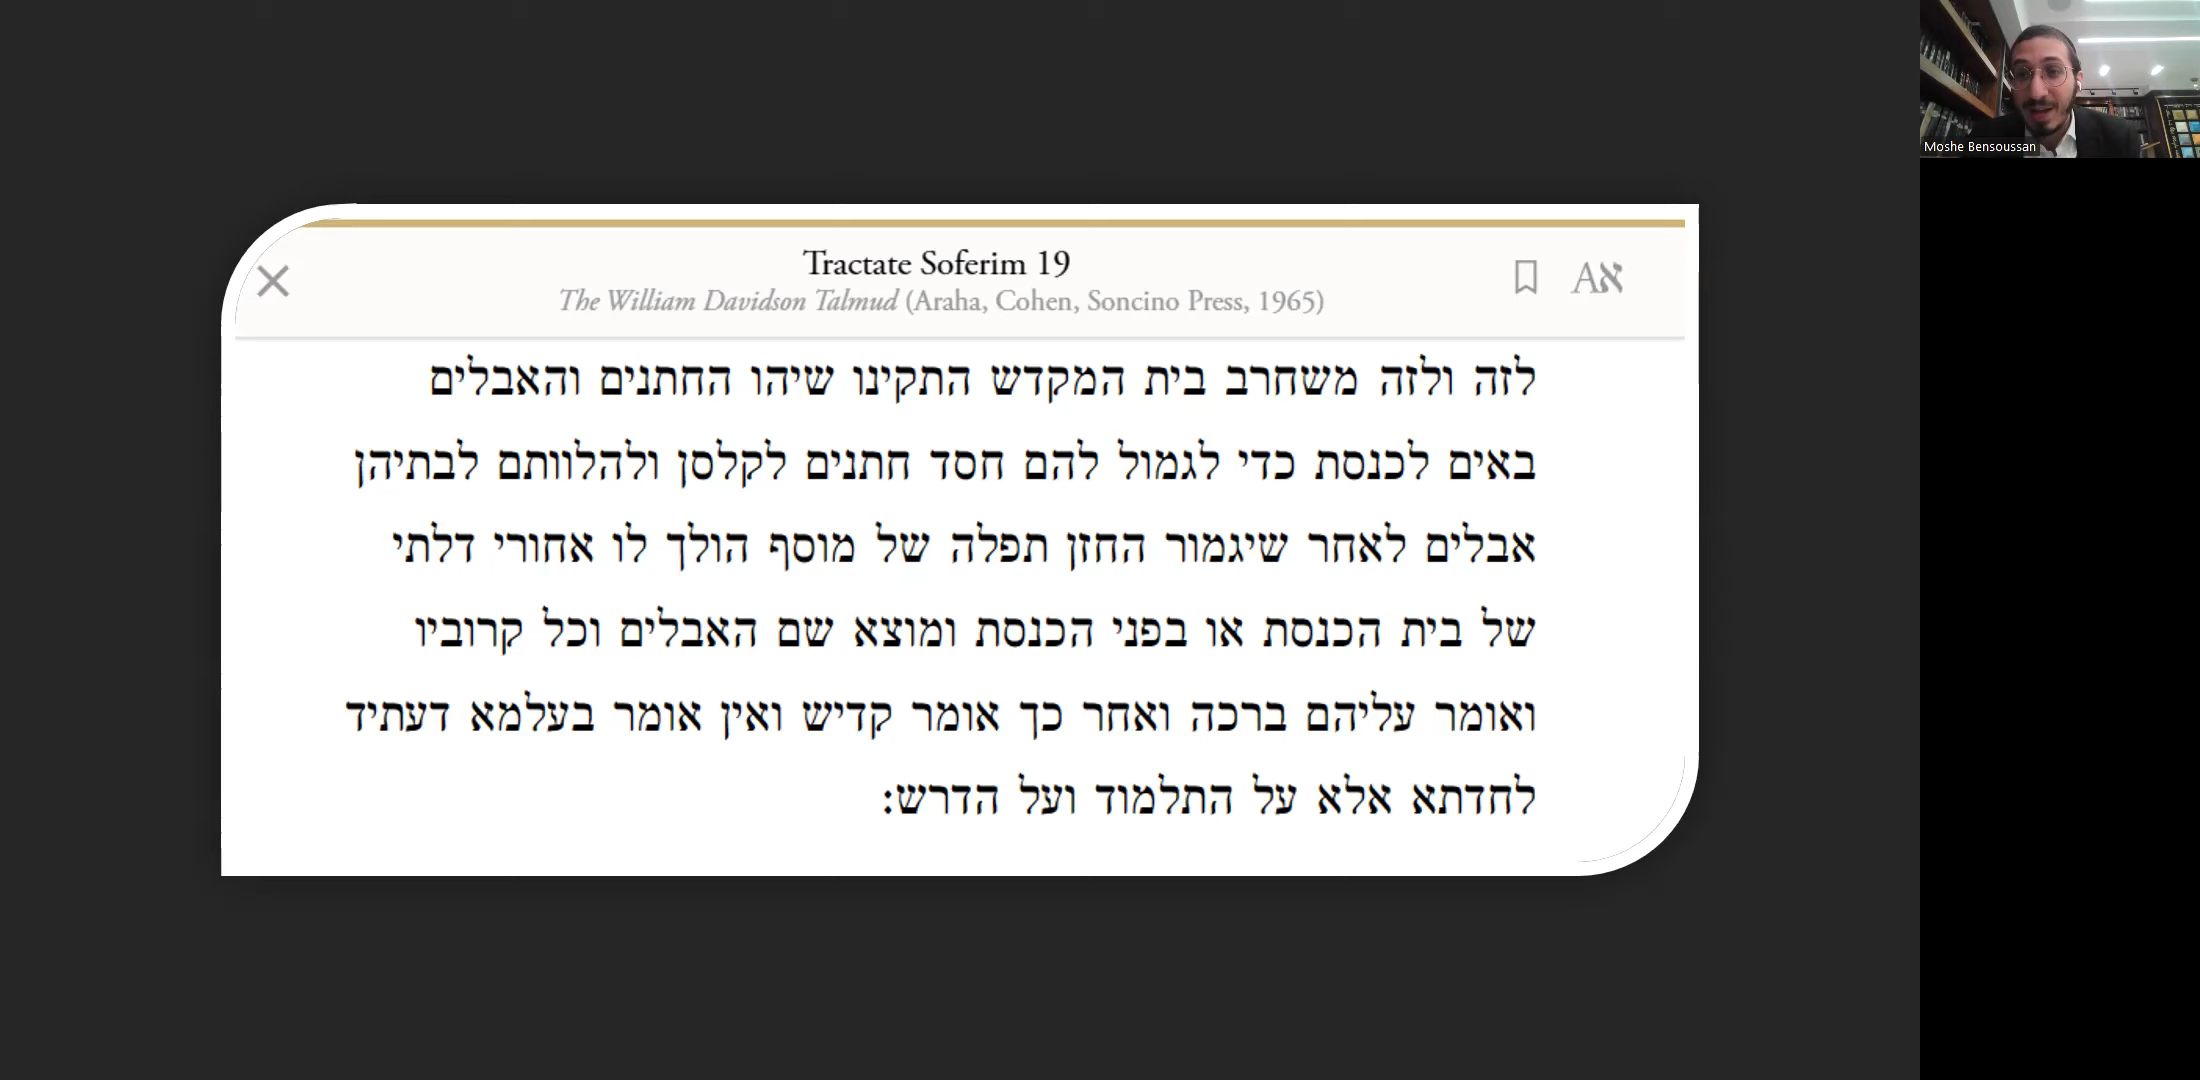 Tractate Soferim 19
The William Davidson Talmud (Araha, Cohen, Soncino Press, 1965)
Aא
לזה ולזה משחרב בית המקדש התקינו שיהו החתנים והאבלים
באים לכנסת כדי לגמול להם חסד חתנים לקלסן ולהלוותם לבתיהן
אבלים לאחר שיגמור החזן תפלה של מוסף הולך לו אחורי דלתי
של בית הכנסת או בפני הכנסת ומוצא שם האבלים וכל קרוביו
ואומר עליהם ברכה ואחר כך אומר קדיש ואין אומר בעלמא דעתיד
לחדתא אלא על התלמוד ועל הדרש:
Moshe Bensoussan